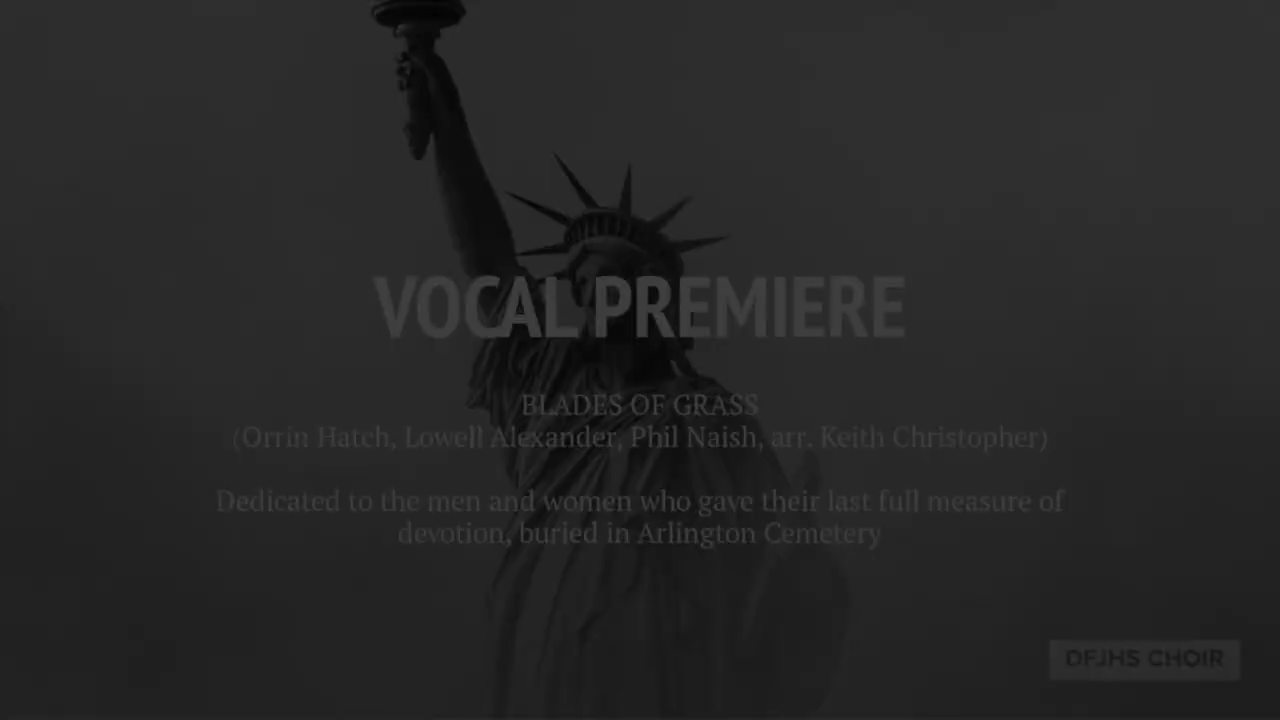 VOCAL PREMIERE
BLADES OF GRASS
(Orrin Hatch, Lowell Alexander, Phil Naish, arr. Keith Christopher)
Dedicated to the men and women who gave their last full measure of
devotion, buried in Arlington Cemetery
DFJHS CHOIR